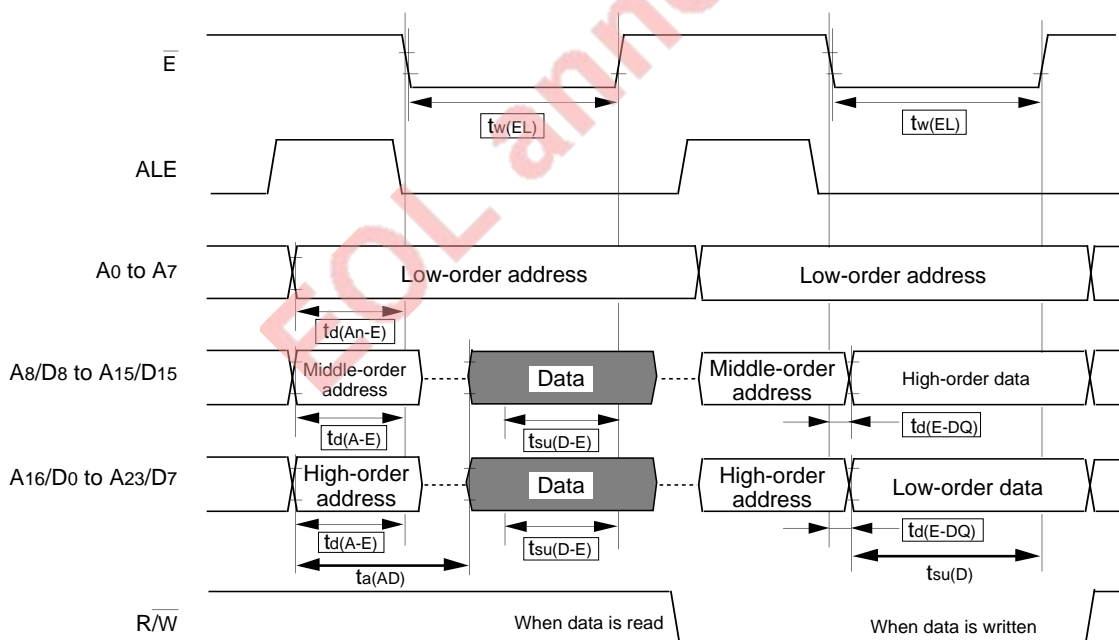 E
tw(EL)
tw(EL)
ALE
A0 to A7
Low-order address
Low-order address
td(An-E)
A8/D8 to A15/D15
Middle-order address
Data
Middle-order address
High-order data
td(A-E)
tsu(D-E)
td(E-DQ)
A16/D0 to A23/D7
High-order address
Data
High-order address
Low-order data
td(A-E)
tsu(D-E)
td(E-DQ)
ta(AD)
tsu(D)
R/W
When data is read
When data is written
EOL